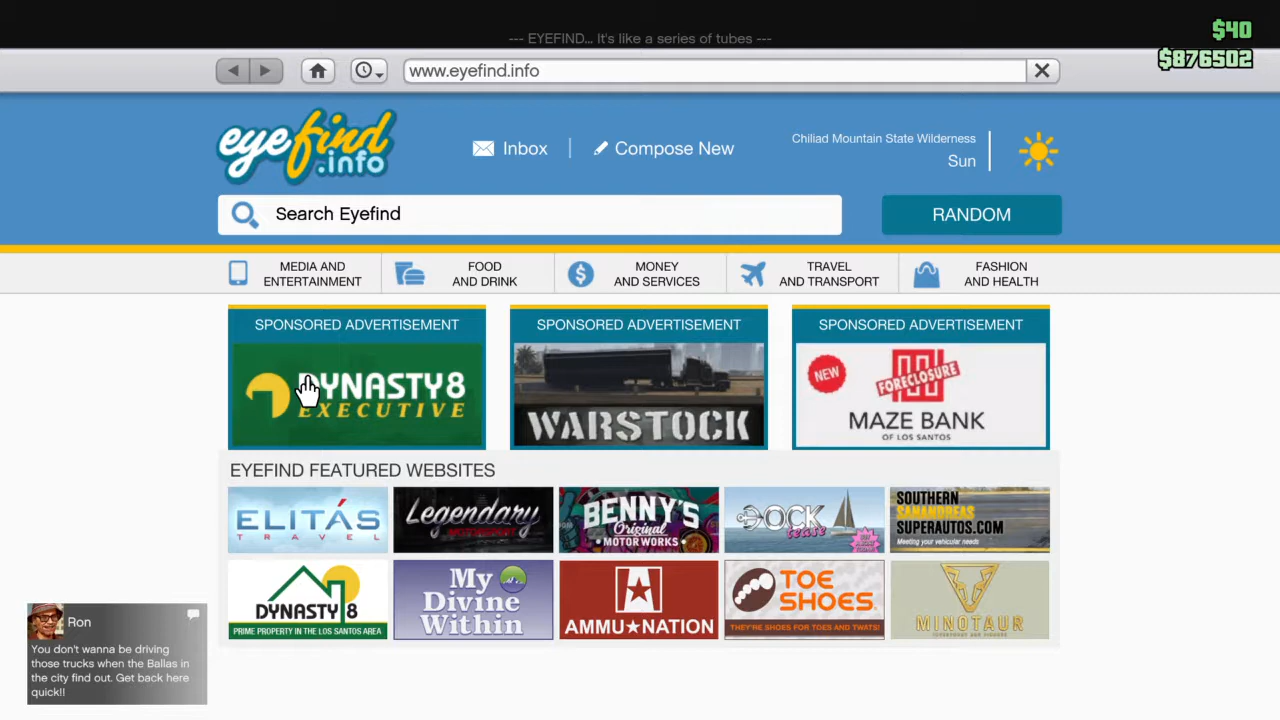 --- EYEFIND... It's like a series of tubes ---
$40
$876502
www.eyefind.info
eyefind
.info
Inbox
Compose New
Chiliad Mountain State Wilderness
Sun
Search Eyefind
RANDOM
MEDIA AND
ENTERTAINMENT
FOOD
AND DRINK
MONEY
AND SERVICES
TRAVEL
AND TRANSPORT
FASHION
AND HEALTH
SPONSORED ADVERTISEMENT
DYNASTY8
EXECUTIVE
SPONSORED ADVERTISEMENT
WARSTOCK
SPONSORED ADVERTISEMENT
NEW
FORECLOSURE
MAZE BANK
OF LOS SANTOS
EYEFIND FEATURED WEBSITES
ELITÁS
TRAVEL
Legendary
MOTORSPORT
BENNY'S
Original
MOTORWORKS
DOCK
tease
SOUTHERN
SANANDREAS
SUPERAUTOS.COM
Meeting your vehicular needs
DYNASTY 8
PRIME PROPERTY IN THE LOS SANTOS AREA
My
Divine
Within
AMMU★NATION
TOE
SHOES.
THEY'RE SHOES FOR TOES AND TWATS!
MINOTAUR
Ron
You don't wanna be driving
those trucks when the Ballas in
the city find out. Get back here
quick!!